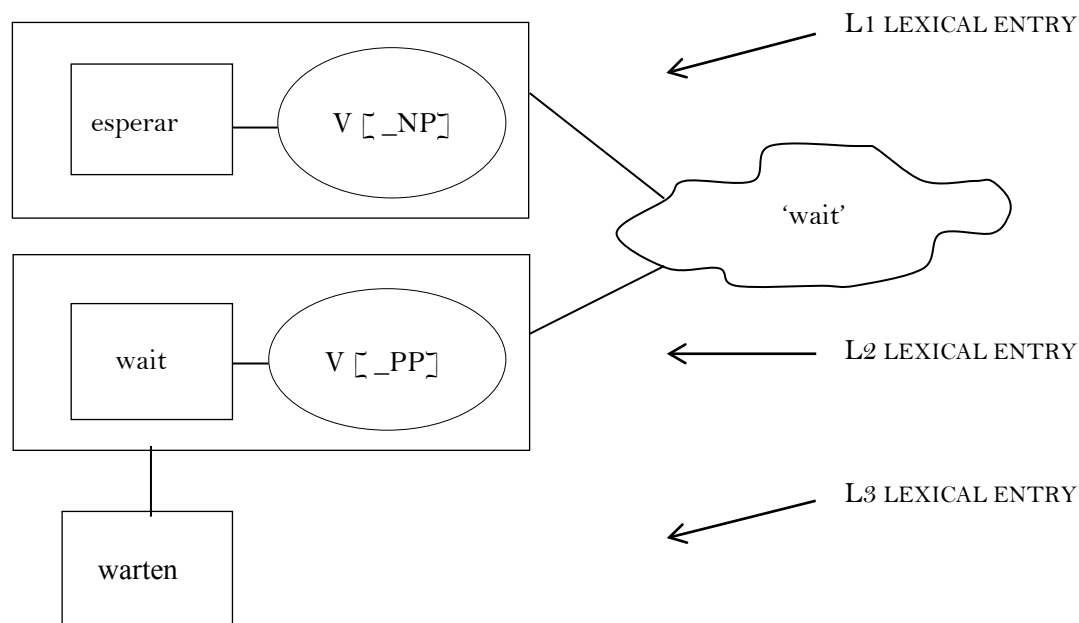 L1 LEXICAL ENTRY
esperar
V [ _NP]
‘wait’
wait
V [ _PP]
L2 LEXICAL ENTRY
L3 LEXICAL ENTRY
warten